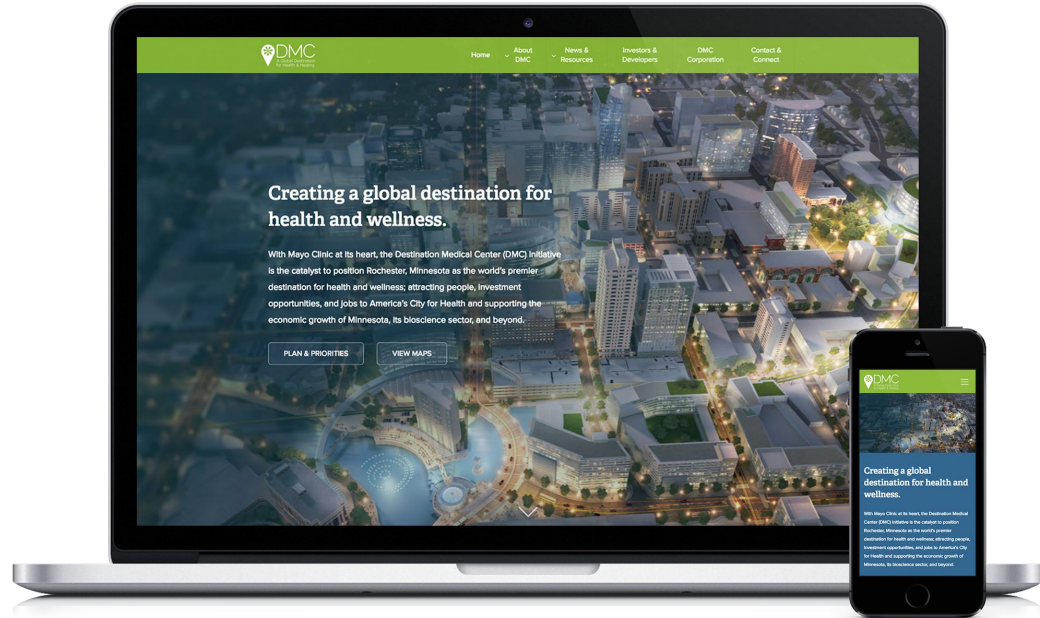 DMC
A Global Destination
for Health & Healing
Home
About
DMC
News &
Resources
Investors &
Developers
DMC
Corporation
Contact &
Connect
Creating a global destination for
health and wellness.
With Mayo Clinic at its heart, the Destination Medical Center (DMC) Initiative
is the catalyst to position Rochester, Minnesota as the world's premier
destination for health and wellness; attracting people, investment
opportunities, and jobs to America's City for Health and supporting the
economic growth of Minnesota, its bioscience sector, and beyond.
PLAN & PRIORITIES
VIEW MAPS
DMC
Creating a global
destination for health and
wellness.
With Mayo Clinic at its heart, the Destination Medical
Center (DMC) Initiative is the catalyst to position
Rochester, Minnesota as the world's premier
destination for health and wellness; attracting people,
investment opportunities, and jobs to America's City
for Health and supporting the economic growth of
Minnesota, its bioscience sector, and beyond.